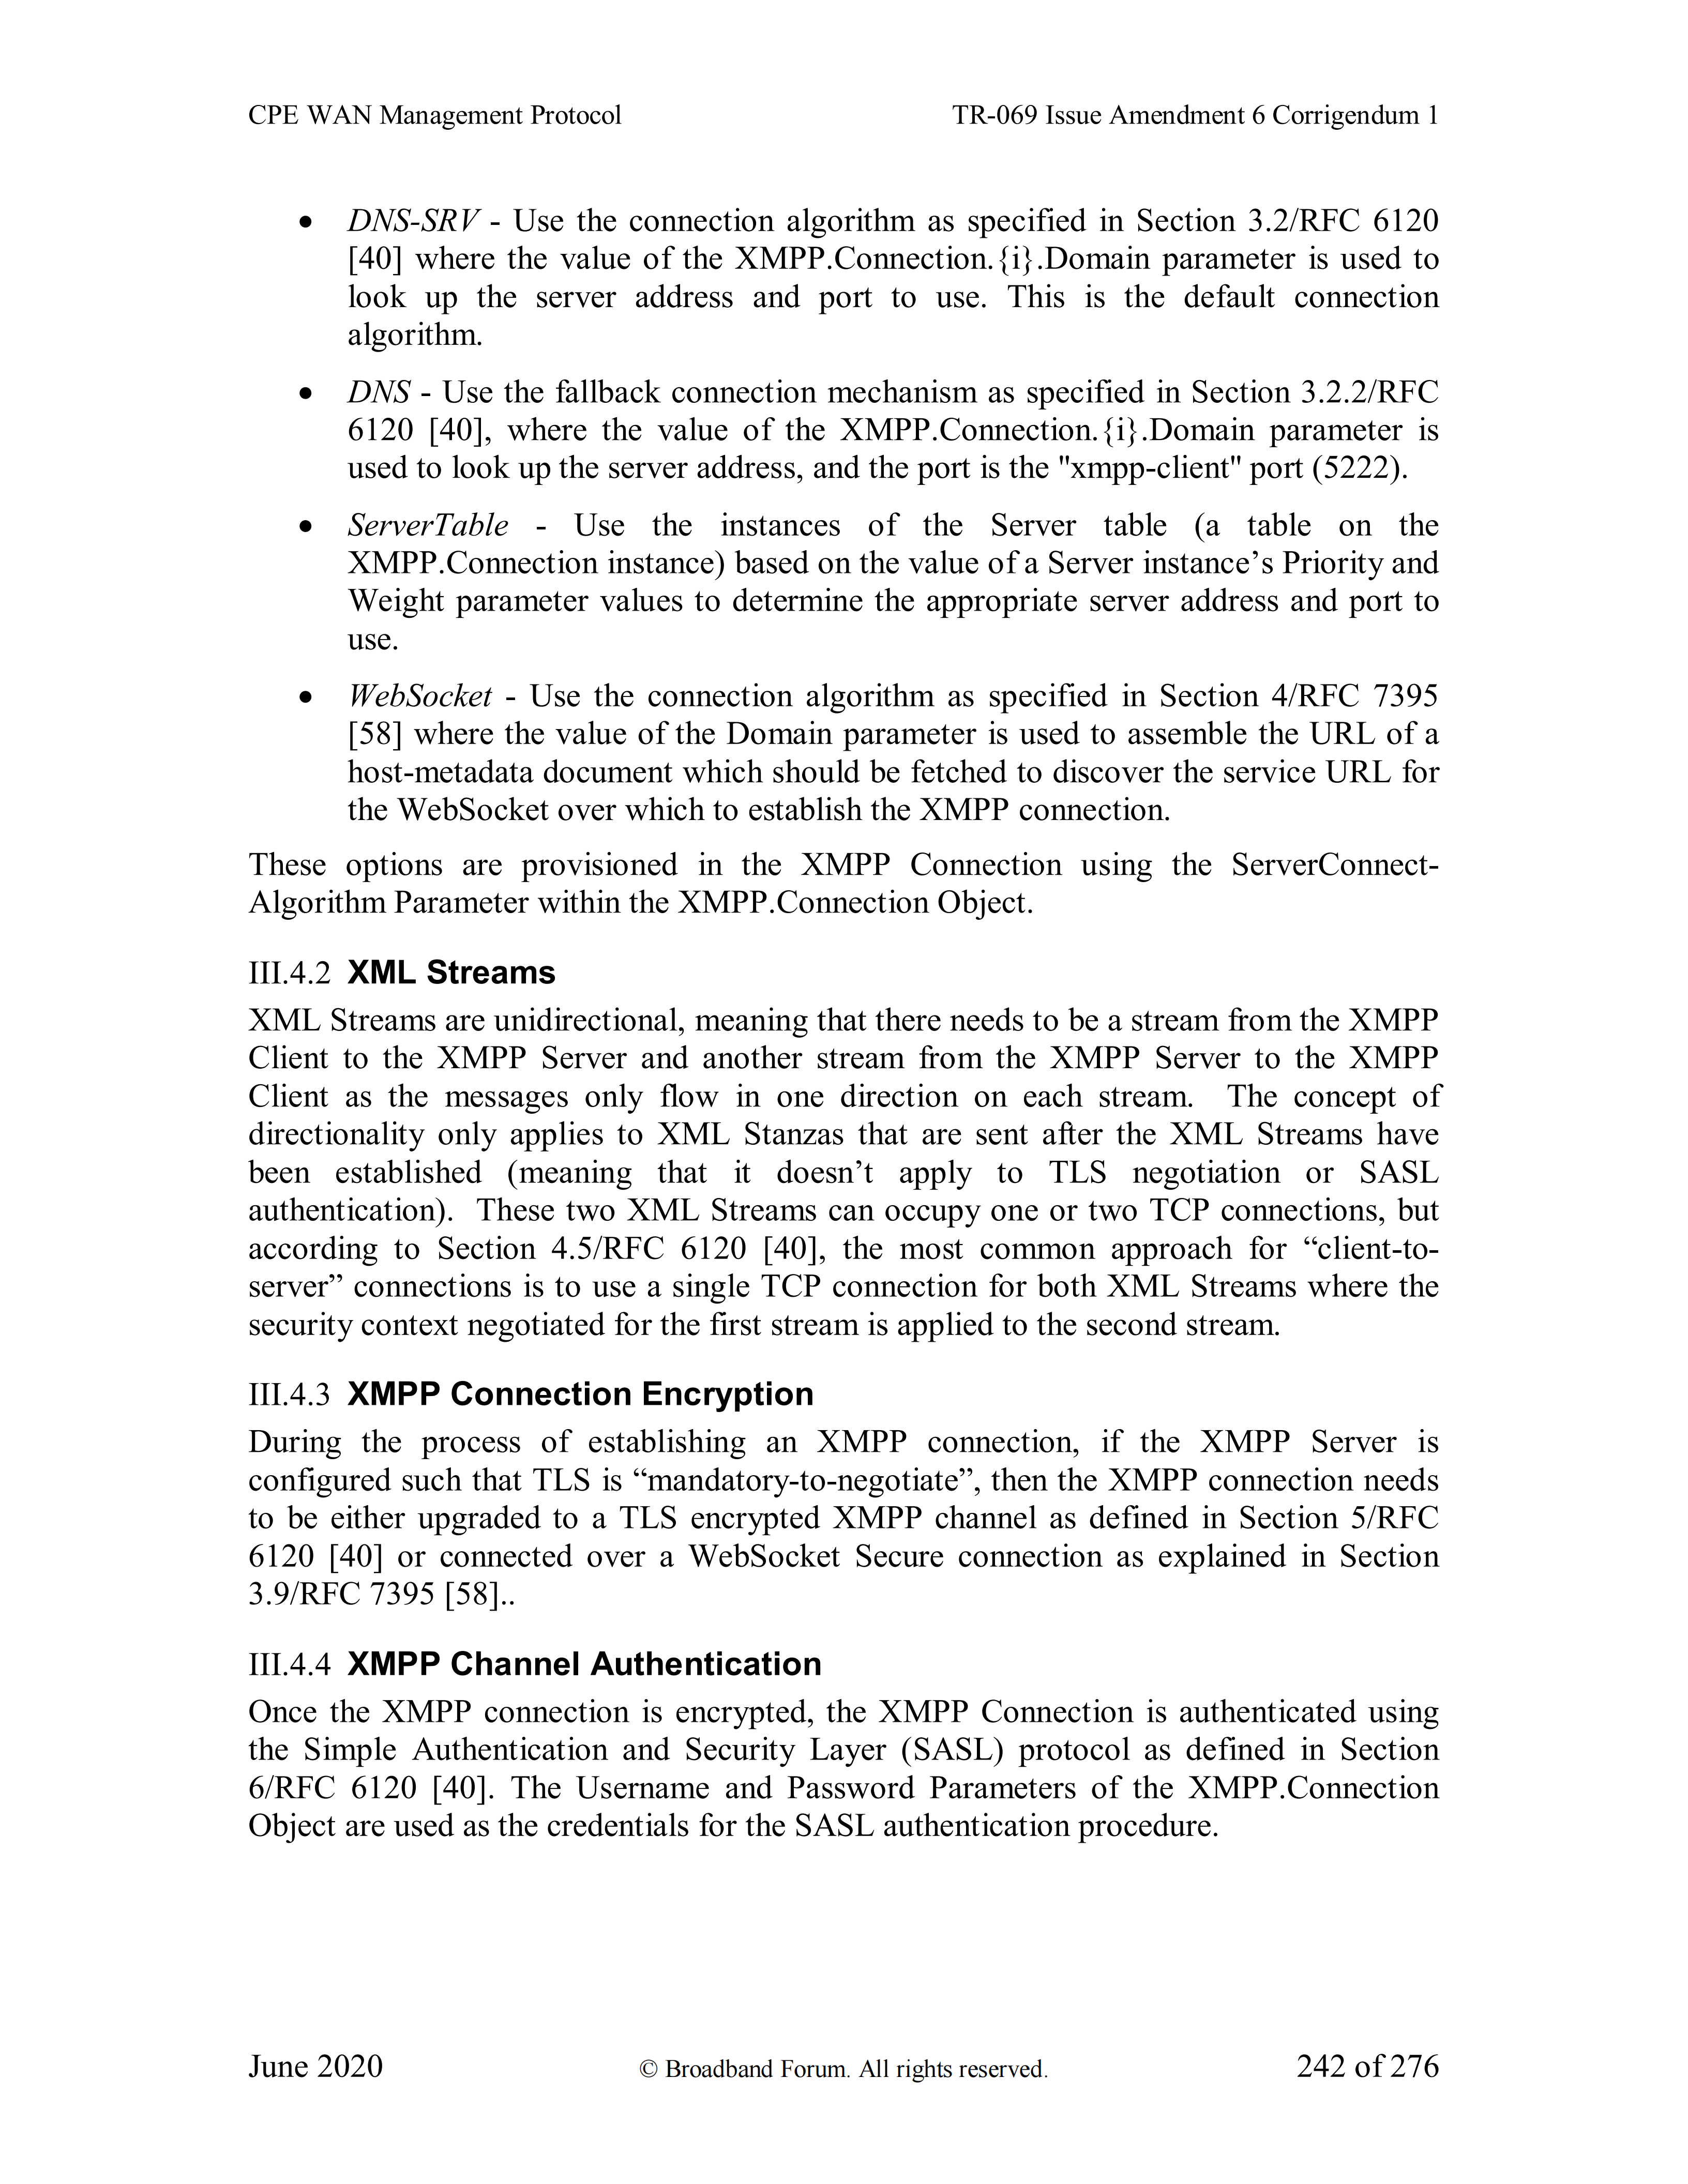 CPE WAN Management Protocol TR-069 Issue Amendment 6 Corrigendum 1
• DNS-SRV - Use the connection algorithm as specified in Section 3.2/RFC 6120
[40] where the value of the XMPP.Connection.{i}.Domain parameter is used to
look up the server address and port to use. This is the default connection
algorithm.
• DNS - Use the fallback connection mechanism as specified in Section 3.2.2/RFC
6120 [40], where the value of the XMPP.Connection.{i}.Domain parameter is
used to look up the server address, and the port is the "xmpp-client" port (5222).
• ServerTable - Use the instances of the Server table (a table on the
XMPP.Connection instance) based on the value of a Server instance’s Priority and
Weight parameter values to determine the appropriate server address and port to
use.
• WebSocket - Use the connection algorithm as specified in Section 4/RFC 7395
[58] where the value of the Domain parameter is used to assemble the URL of a
host-metadata document which should be fetched to discover the service URL for
the WebSocket over which to establish the XMPP connection.
These options are provisioned in the XMPP Connection using the ServerConnect-
Algorithm Parameter within the XMPP.Connection Object.
III.4.2 XML Streams
XML Streams are unidirectional, meaning that there needs to be a stream from the XMPP
Client to the XMPP Server and another stream from the XMPP Server to the XMPP
Client as the messages only flow in one direction on each stream. The concept of
directionality only applies to XML Stanzas that are sent after the XML Streams have
been established (meaning that it doesn’t apply to TLS negotiation or SASL
authentication). These two XML Streams can occupy one or two TCP connections, but
according to Section 4.5/RFC 6120 [40], the most common approach for “client-to-
server” connections is to use a single TCP connection for both XML Streams where the
security context negotiated for the first stream is applied to the second stream.
III.4.3 XMPP Connection Encryption
During the process of establishing an XMPP connection, if the XMPP Server is
configured such that TLS is “mandatory-to-negotiate”, then the XMPP connection needs
to be either upgraded to a TLS encrypted XMPP channel as defined in Section 5/RFC
6120 [40] or connected over a WebSocket Secure connection as explained in Section
3.9/RFC 7395 [58]..
III.4.4 XMPP Channel Authentication
Once the XMPP connection is encrypted, the XMPP Connection is authenticated using
the Simple Authentication and Security Layer (SASL) protocol as defined in Section
6/RFC 6120 [40]. The Username and Password Parameters of the XMPP.Connection
Object are used as the credentials for the SASL authentication procedure.
June 2020 © Broadband Forum. All rights reserved. 242 of 276